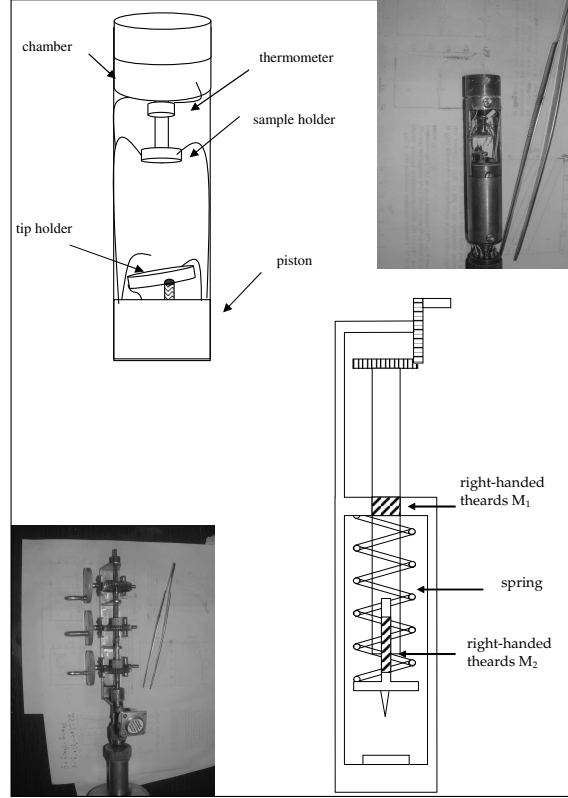 chamber
thermometer
sample holder
tip holder
piston
right-handed
theards M₁
spring
right-handed
theards M₂